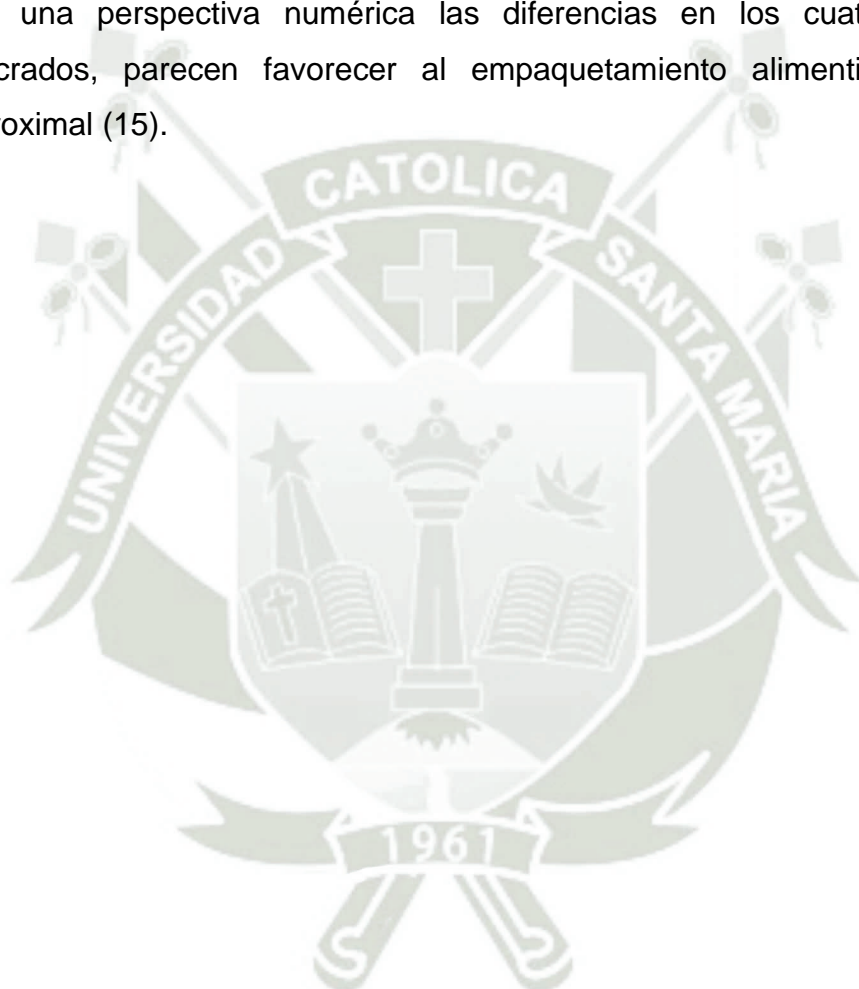 una perspectiva numérica las diferencias en los cuat
crados, parecen favorecer al empaquetamiento alimenti
roximal (15).
UNIVERSIDAD CATOLICA SANTA MARIA
1961